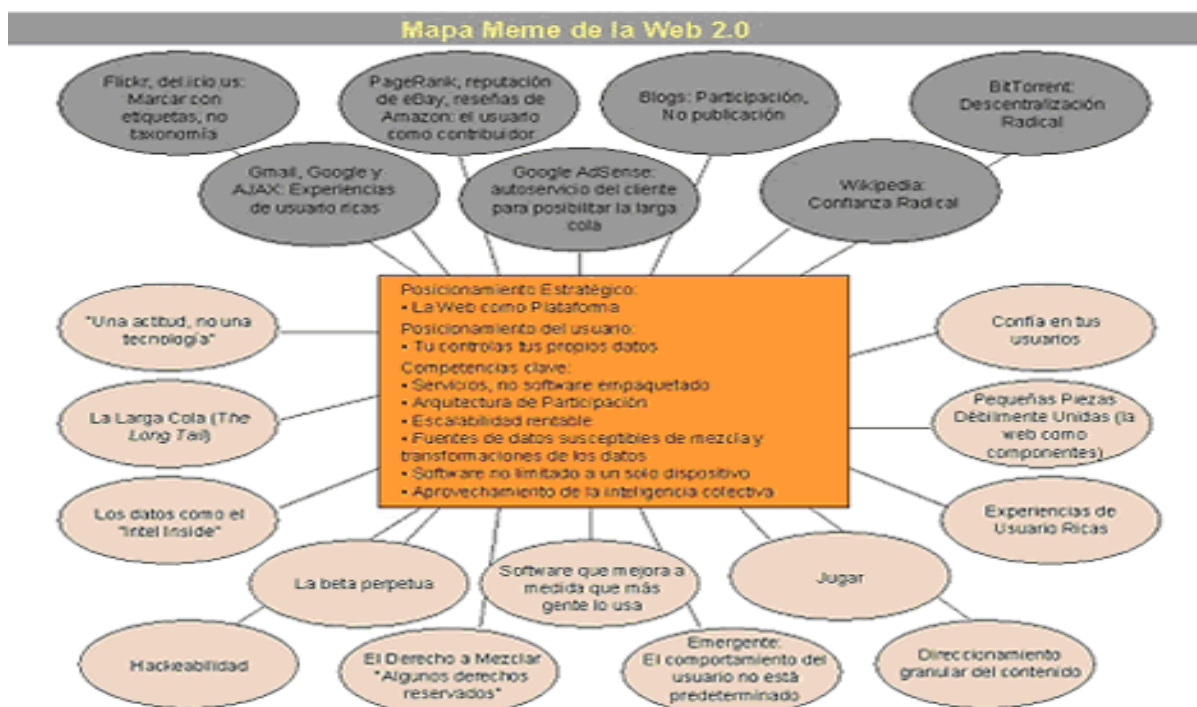 Mapa Meme de la Web 2.0
Flickr, del.icio.us:
Marcar con
etiquetas, no
taxonomía
PageRank, reputación
de eBay, reseñas de
Amazon: el usuario
como contribuidor
Blogs: Participación,
No publicación
BitTorrent:
Descentralización
Radical
Gmail, Google y
AJAX: Experiencias
de usuario ricas
Google AdSense:
autoservicio del cliente
para posibilitar la larga
cola
Wikipedia:
Confianza Radical
Posicionamiento Estratégico:
• La Web como Plataforma
Posicionamiento del usuario:
• Tu controlas tus propios datos
Competencias clave:
• Servicios, no software empaquetado
• Arquitectura de Participación
• Escalabilidad rentable
• Fuentes de datos susceptibles de mezcla y
transformaciones de los datos
• Software no limitado a un solo dispositivo
• Aprovechamiento de la inteligencia colectiva
"Una actitud, no una
tecnología"
La Larga Cola (The
Long Tail)
Los datos como el
"Intel Inside"
Confía en tus
usuarios
Pequeñas Piezas
Débilmente Unidas (la
web como
componentes)
Experiencias de
Usuario Ricas
La beta perpetua
Software que mejora a
medida que más
gente lo usa
Jugar
Hackeabilidad
El Derecho a Mezclar
"Algunos derechos
reservados"
Emergente:
El comportamiento del
usuario no está
predeterminado
Direccionamiento
granular del contenido